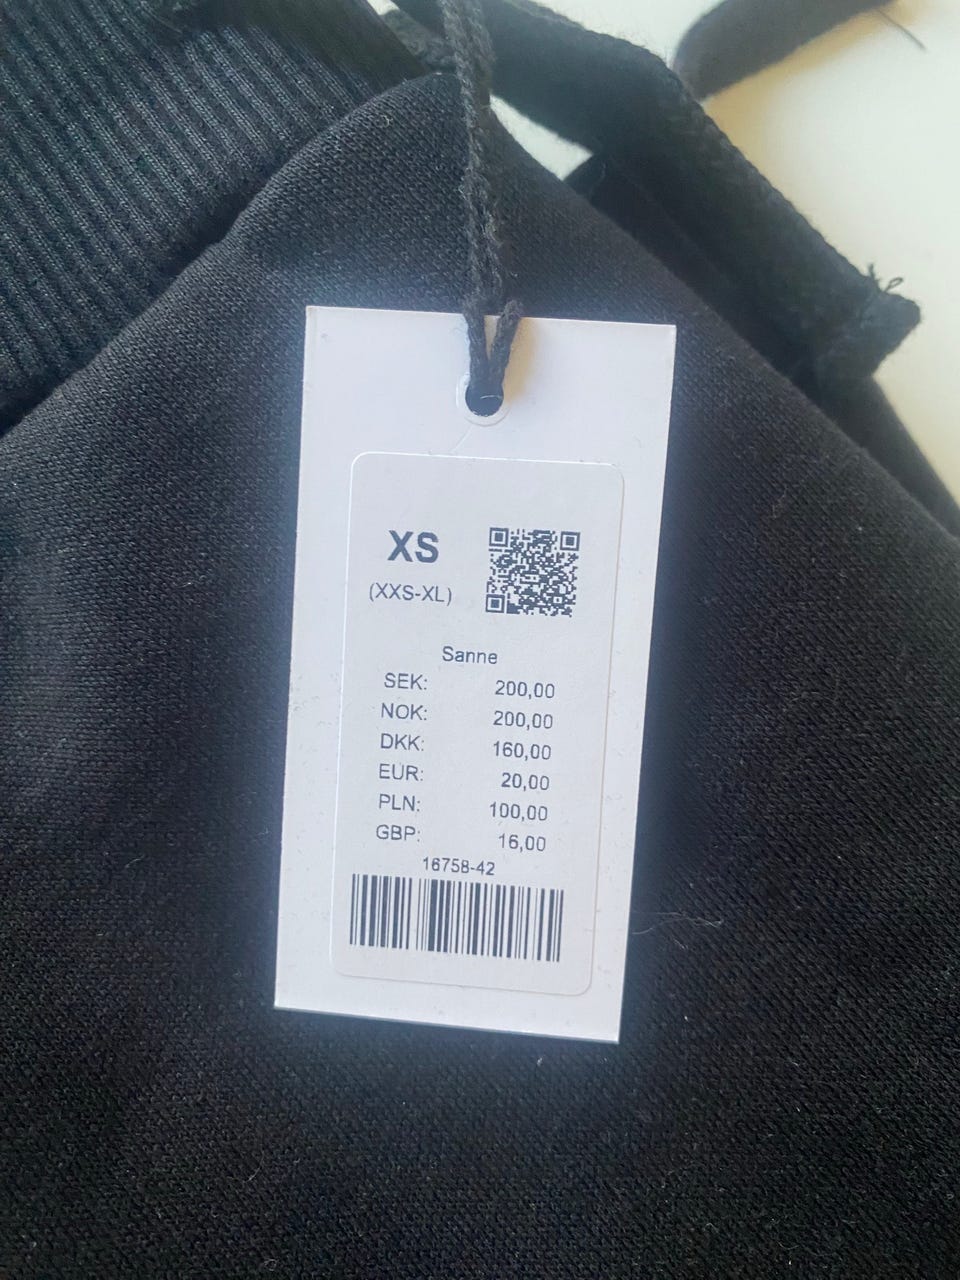 XS
(XXS-XL)
Sanne
SEK: 200,00
NOK: 200,00
DKK: 160,00
EUR: 20,00
PLN: 100,00
GBP: 16,00
16758-42